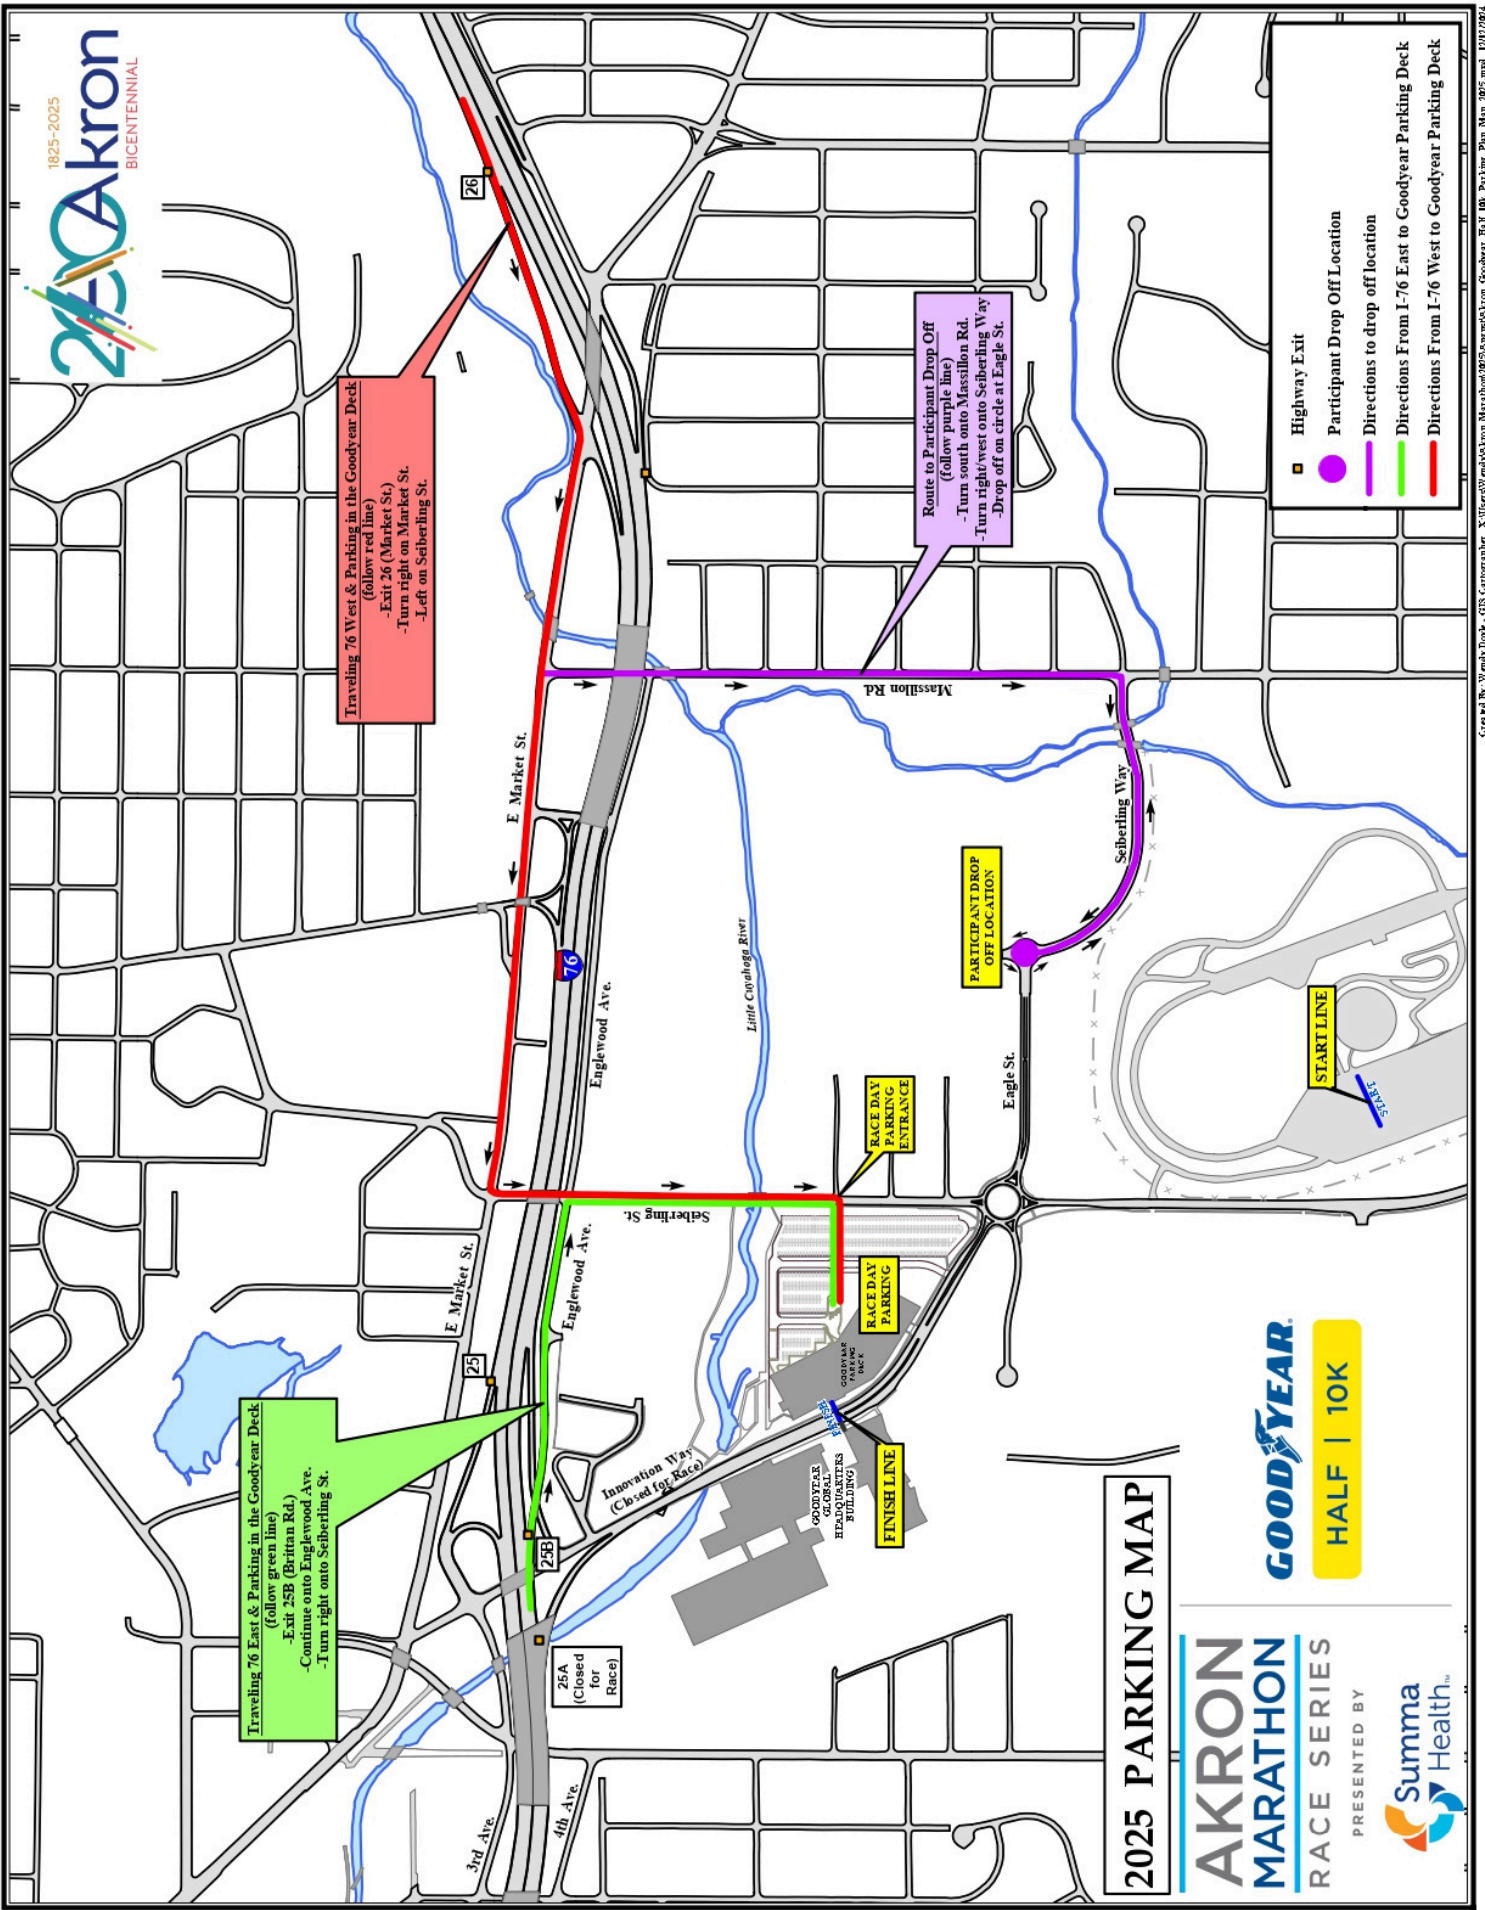 1825-2025
200
Akron
BICENTENNIAL
26
Traveling 76 West & Parking in the Goodyear Deck
(follow red line)
-Exit 26 (Market St.)
-Turn right on Market St.
-Left on Seiberling St.
Route to Participant Drop Off
(follow purple line)
-Turn south onto Massillon Rd.
-Turn right/west onto Seiberling Way
-Drop off on circle at Eagle St.
Highway Exit
Participant Drop Off Location
Directions to drop off location
Directions From I-76 East to Goodyear Parking Deck
Directions From I-76 West to Goodyear Parking Deck
E Market St.
Massillon Rd.
Seiberling Way
76
Englewood Ave.
Little Cuyahoga River
PARTICIPANT DROP
OFF LOCATION
Eagle St.
START LINE
START
RACE DAY
PARKING
ENTRANCE
Seiberling St.
E Market St.
Englewood Ave.
25
RACE DAY
PARKING
GOODYEAR
PARKING
DECK
Traveling 76 East & Parking in the Goodyear Deck
(follow green line)
-Exit 25B (Brittan Rd.)
-Continue onto Englewood Ave.
-Turn right onto Seiberling St.
25B
Innovation Way
(Closed for Race)
FINISH
FINISH LINE
GOODYEAR
GLOBAL
HEADQUARTERS
BUILDING
25A
(Closed
for
Race)
3rd Ave.
4th Ave.
2025 PARKING MAP
AKRON
MARATHON
RACE SERIES
PRESENTED BY
Summa
Health™
GOODYEAR
HALF | 10K